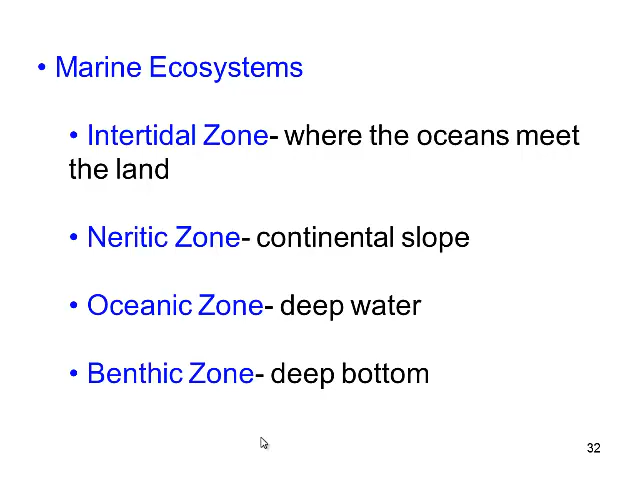 • Marine Ecosystems
• Intertidal Zone- where the oceans meet
the land
• Neritic Zone- continental slope
• Oceanic Zone- deep water
• Benthic Zone- deep bottom
32